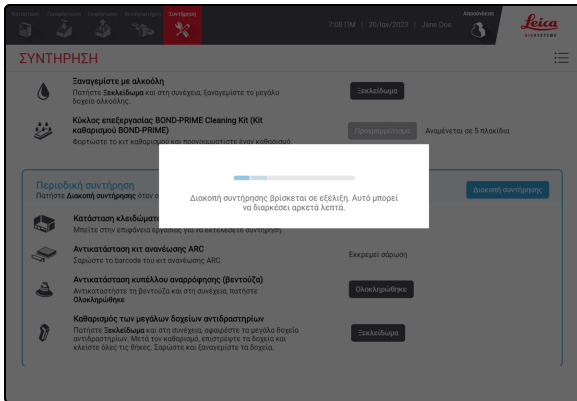 Κατάσταση Προφόρτωση Εκφόρτωση Αντιδραστήρια Συντήρηση
7:08 ΠΜ | 20/Ιαν/2023 | Jane Doe
Αποσύνδεση
Leica
BIOSYSTEMS
ΣΥΝΤΗΡΗΣΗ
Ξαναγεμίστε με αλκοόλη
Πατήστε Ξεκλείδωμα και στη συνέχεια, ξαναγεμίστε το μεγάλο
δοχείο αλκοόλης.
Ξεκλείδωμα
Κύκλος επεξεργασίας BOND-PRIME Cleaning Kit (Kit
καθαρισμού BOND-PRIME)
Φορτώστε το κιτ καθαρισμού και προγραμματίστε έναν καθαρισμό.
Προγραμμάτισμα
Αναμένεται σε 5 πλακίδια
Περιοδική συντήρηση
Πατήστε Διακοπή συντήρησης όταν
Διακοπή συντήρησης
Διακοπή συντήρησης βρίσκεται σε εξέλιξη. Αυτό μπορεί
να διαρκέσει αρκετά λεπτά.
Κατάσταση κλειδώματο
Μπείτε στην επιφάνεια εργασίας για να εκτελέσετε συντήρηση.
Αντικατάσταση κιτ ανανέωσης ARC
Σαρώστε το barcode του κιτ ανανέωσης ARC.
Εκκρεμεί σάρωση
Αντικατάσταση κυπέλλου αναρρόφησης (βεντούζα)
Αντικαταστήστε τη βεντούζα και στη συνέχεια, πατήστε
Ολοκληρώθηκε
Ολοκληρώθηκε
Καθαρισμός των μεγάλων δοχείων αντιδραστηρίων
Πατήστε Ξεκλείδωμα και στη συνέχεια, αφαιρέστε τα μεγάλα δοχεία
αντιδραστηρίων. Μετά τον καθαρισμό, επιστρέψτε τα δοχεία και
κλείστε όλες τις θήκες. Σαρώστε και ξαναγεμίστε τα δοχεία.
Ξεκλείδωμα